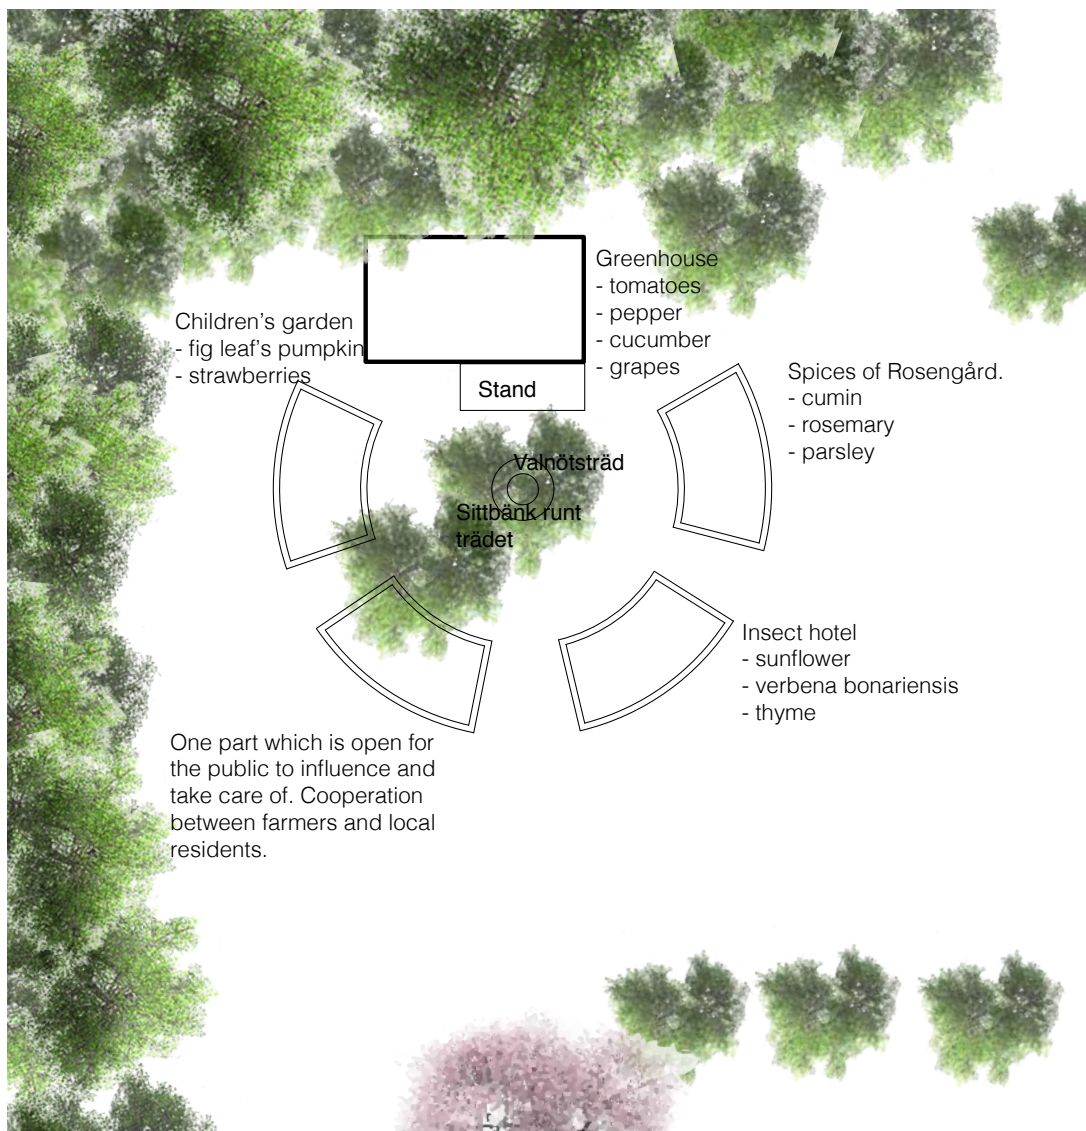 Greenhouse
- tomatoes
- pepper
- cucumber
- grapes
Children's garden
- fig leaf's pumpkin
- strawberries
Stand
Spices of Rosengård.
- cumin
- rosemary
- parsley
Valnötsträd
Sittbänk runt
trädet
Insect hotel
- sunflower
- verbena bonariensis
- thyme
One part which is open for
the public to influence and
take care of. Cooperation
between farmers and local
residents.